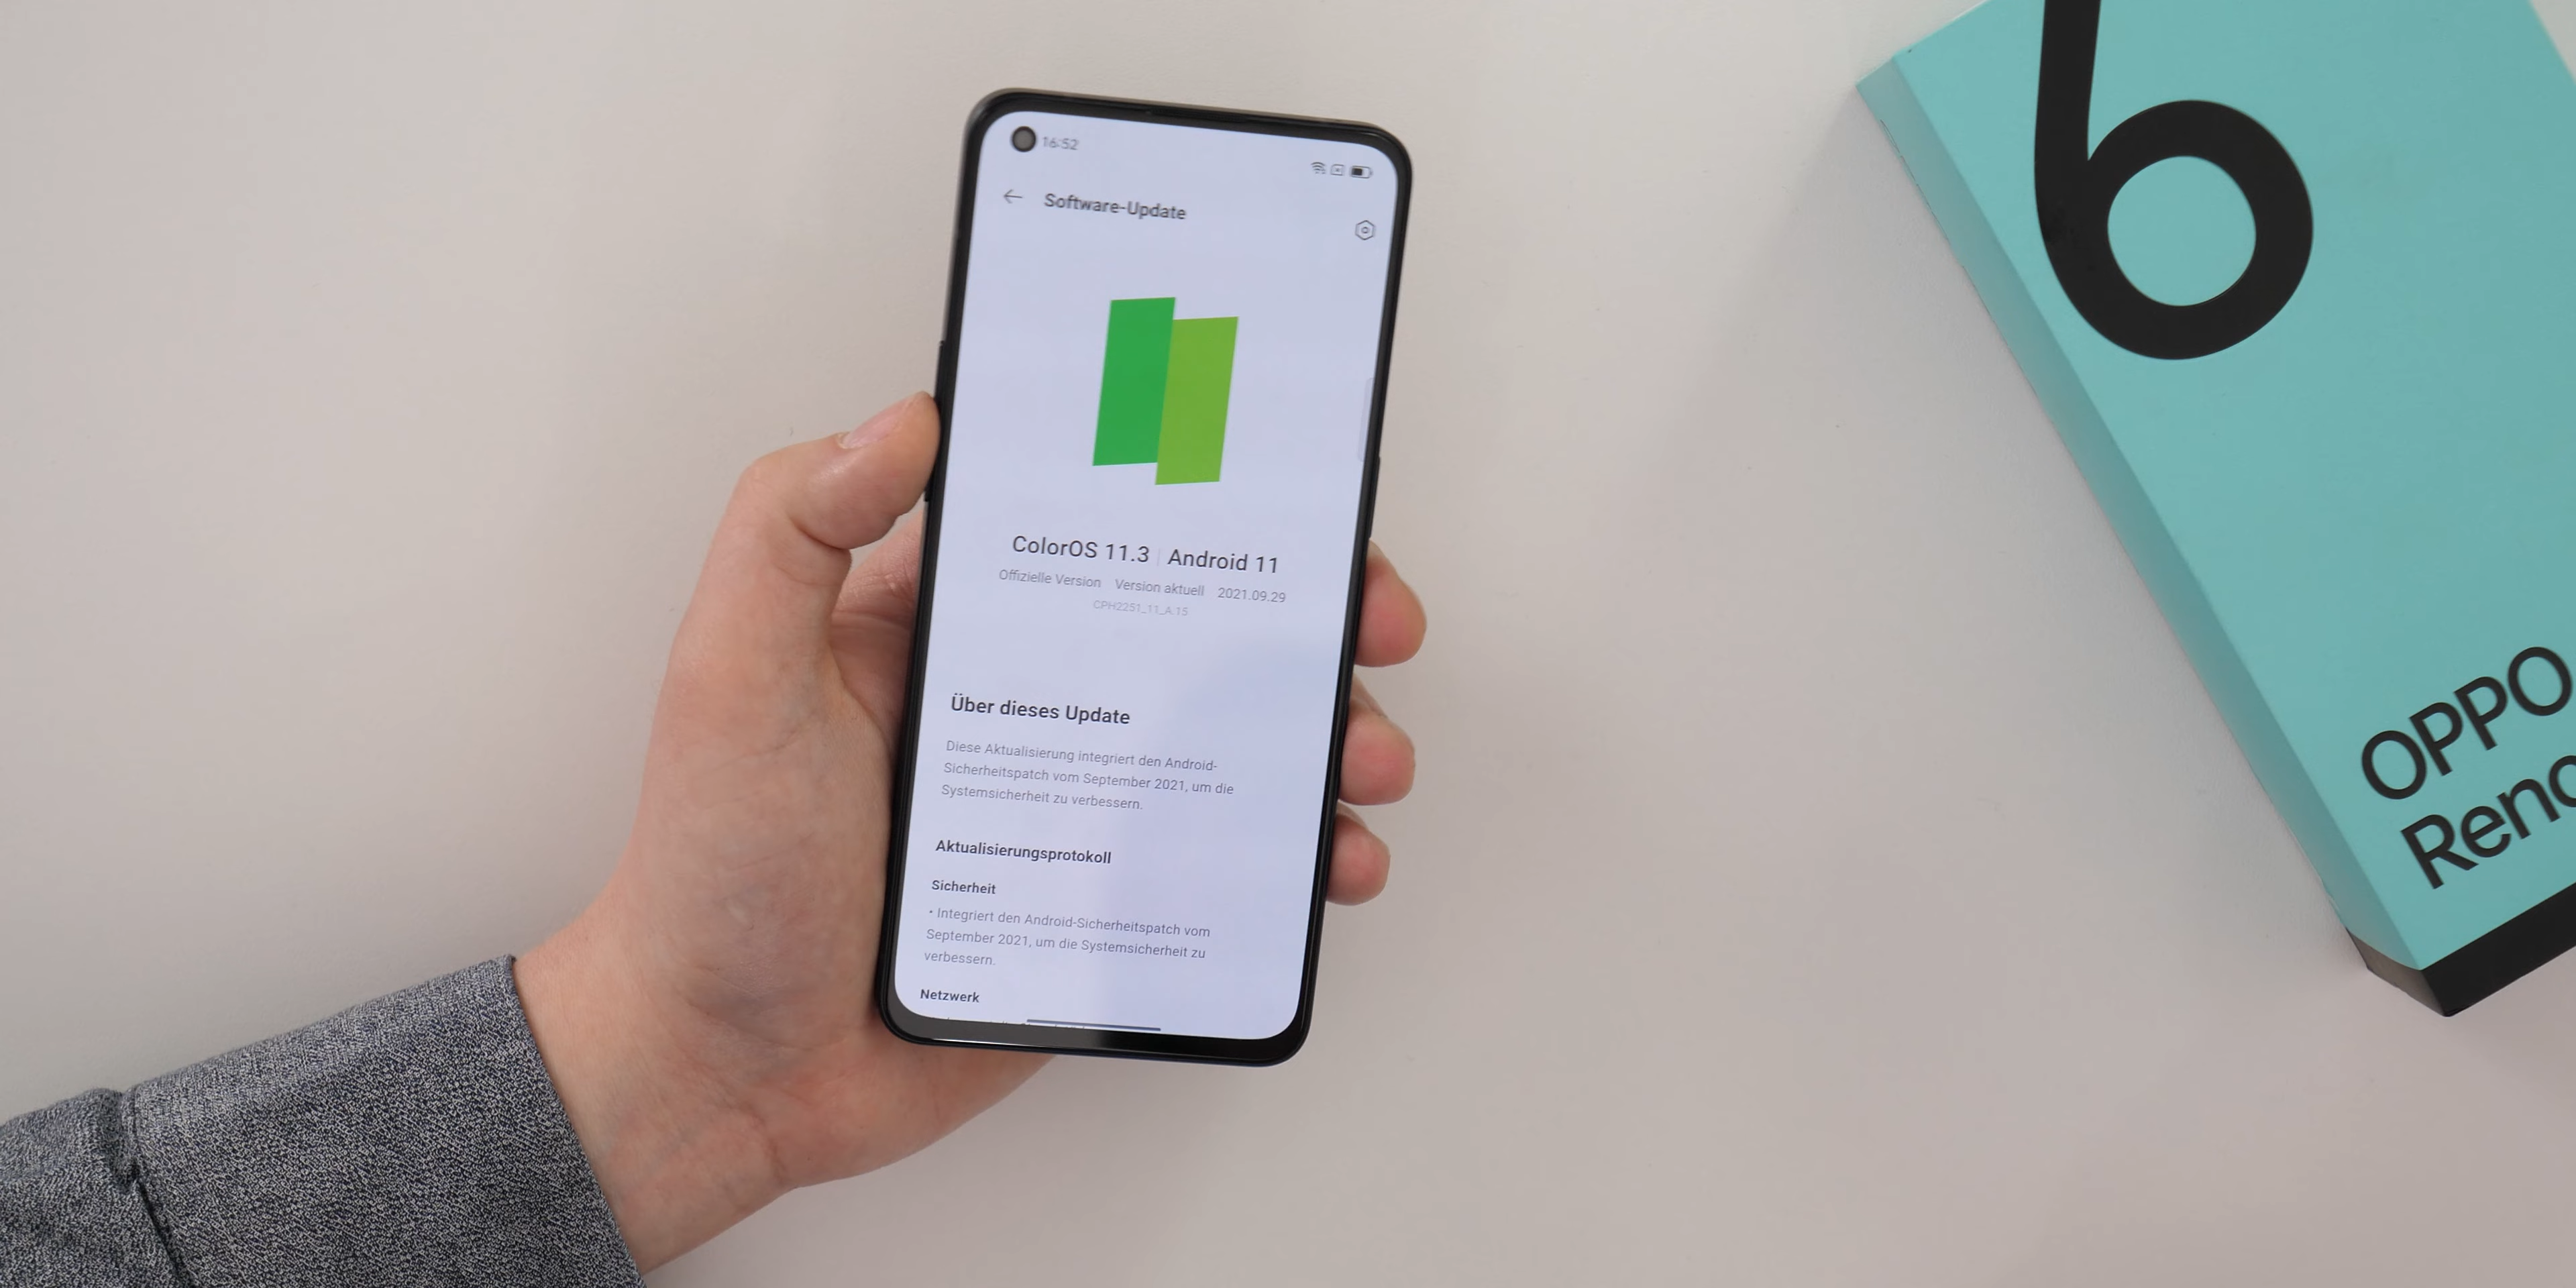 16:52
Software-Update
ColorOS 11.3 | Android 11
Offizielle Version Version aktuell 2021.09.29
CPH2251_11_A.15
Über dieses Update
Diese Aktualisierung integriert den Android-
Sicherheitspatch vom September 2021, um die
Systemsicherheit zu verbessern.
Aktualisierungsprotokoll
Sicherheit
• Integriert den Android-Sicherheitspatch vom
September 2021, um die Systemsicherheit zu
verbessern.
Netzwerk
6
OPPO
Reno